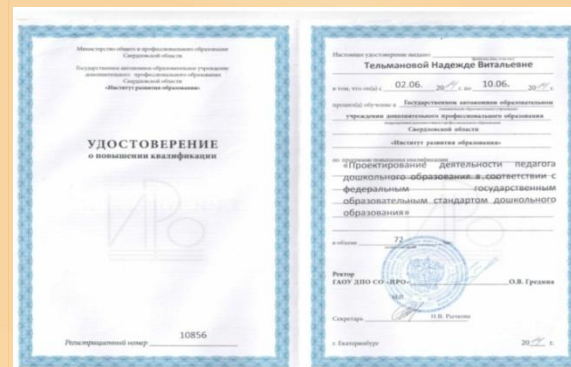 Министерство общего и профессионального образования
Свердловской области
Государственное автономное образовательное учреждение
дополнительного профессионального образования
Свердловской области
«Институт развития образования»
УДОСТОВЕРЕНИЕ
о повышении квалификации
ИРО
Регистрационный номер 10856
Настоящее удостоверение выдано
Тельмановой Надежде Витальевне
в том, что он(а) с 02.06. 20 г. по 10.06. 20 г.
прошел(а) обучение в Государственном автономном образовательном
учреждении дополнительного профессионального образования
Свердловской области
«Институт развития образования»
по программе повышения квалификации
«Проектирование деятельности педагога
дошкольного образования в соответствии с
федеральным государственным
образовательным стандартом дошкольного
образования»
в объеме 72
Ректор
ГАОУ ДПО СО «ИРО» О.В. Гредина
М.П.
Секретарь Н.В.
г. Екатеринбург 20 г.